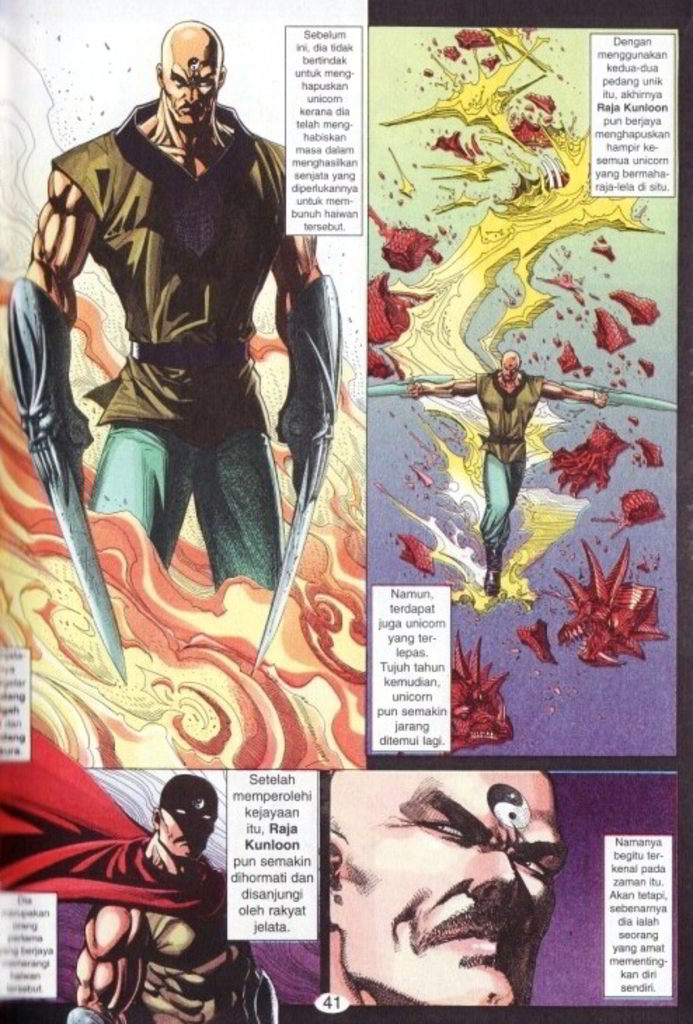 Sebelum
ini, dia tidak
bertindak
untuk meng-
hapuskan
unicorn
kerana dia
telah meng-
habiskan
masa dalam
menghasilkan
senjata yang
diperlukannya
untuk mem-
bunuh haiwan
tersebut.
Dengan
menggunakan
kedua-dua
pedang unik
itu, akhirnya
Raja Kunloon
pun berjaya
menghapuskan
hampir ke-
semua unicorn
yang bermaha-
raja-lela di situ.
Namun,
terdapat
juga unicorn
yang ter-
lepas.
Tujuh tahun
kemudian,
unicorn
pun semakin
jarang
ditemui lagi.
Dia
merupakan
orang
pertama
yang berjaya
memerangi
haiwan
tersebut.
Setelah
memperolehi
kejayaan
itu, Raja
Kunloon
pun semakin
dihormati dan
disanjungi
oleh rakyat
jelata.
Namanya
begitu ter-
kenal pada
zaman itu.
Akan tetapi,
sebenarnya
dia ialah
seorang
yang amat
mementing-
kan diri
sendiri.
41